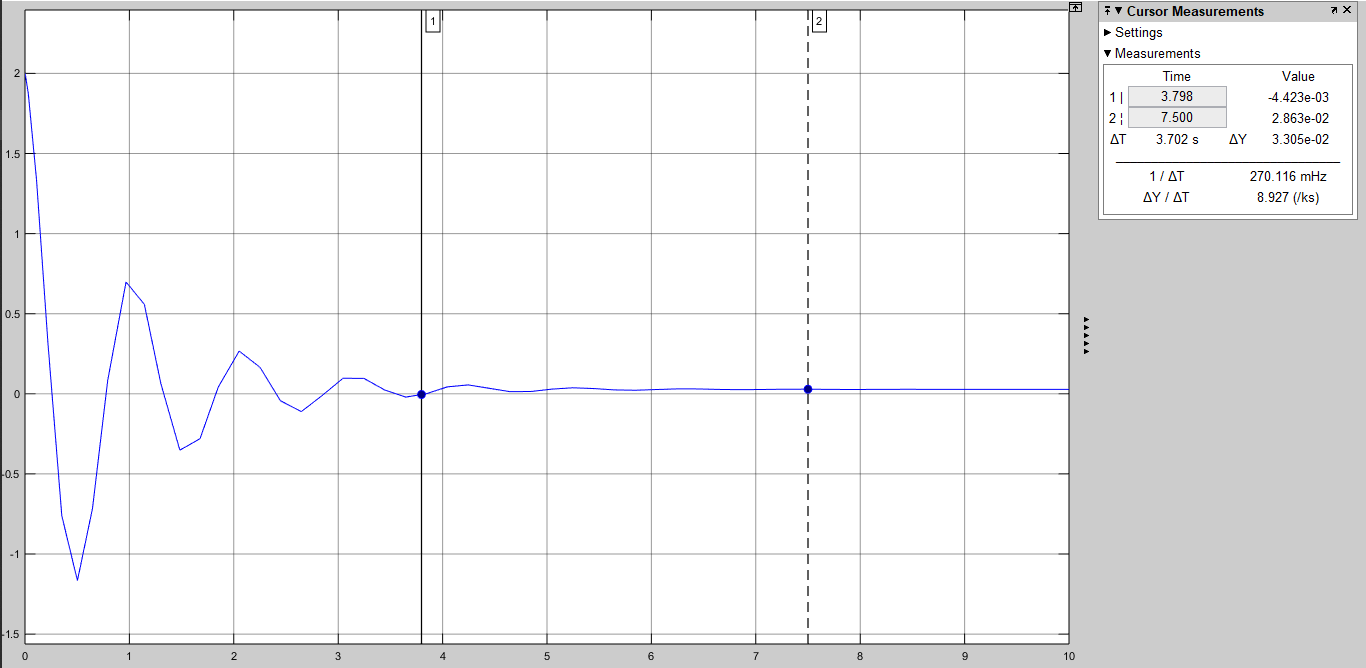 1
2
2
1.5
1
0.5
0
-0.5
-1
-1.5
0 1 2 3 4 5 6 7 8 9 10
Cursor Measurements
Settings
Measurements
Time Value
1 | 3.798 -4.423e-03
2 ¦ 7.500 2.863e-02
ΔT 3.702 s ΔY 3.305e-02
1 / ΔT 270.116 mHz
ΔY / ΔT 8.927 (/ks)